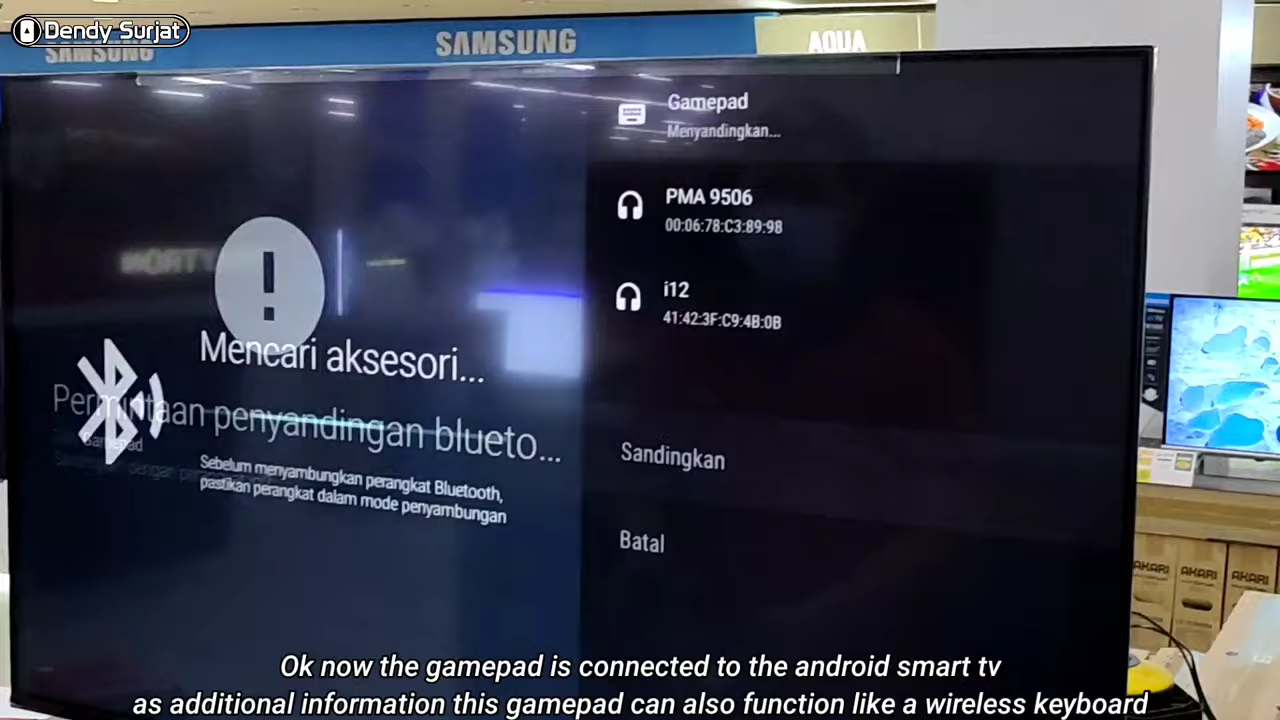 Dendy Surjat
SAMSUNG
SAMSUNG
AQUA
Gamepad
Menyandingkan...
PMA 9506
00:06:78:C3:89:98
i12
41:42:3F:C9:4B:0B
Mencari aksesori...
Permintaan penyandingan blueto...
Gamepad
Sebelum menyambungkan perangkat Bluetooth,
pastikan perangkat dalam mode penyambungan
Sandingkan
Batal
AKARI
AKARI
AKARI
Ok now the gamepad is connected to the android smart tv
as additional information this gamepad can also function like a wireless keyboard